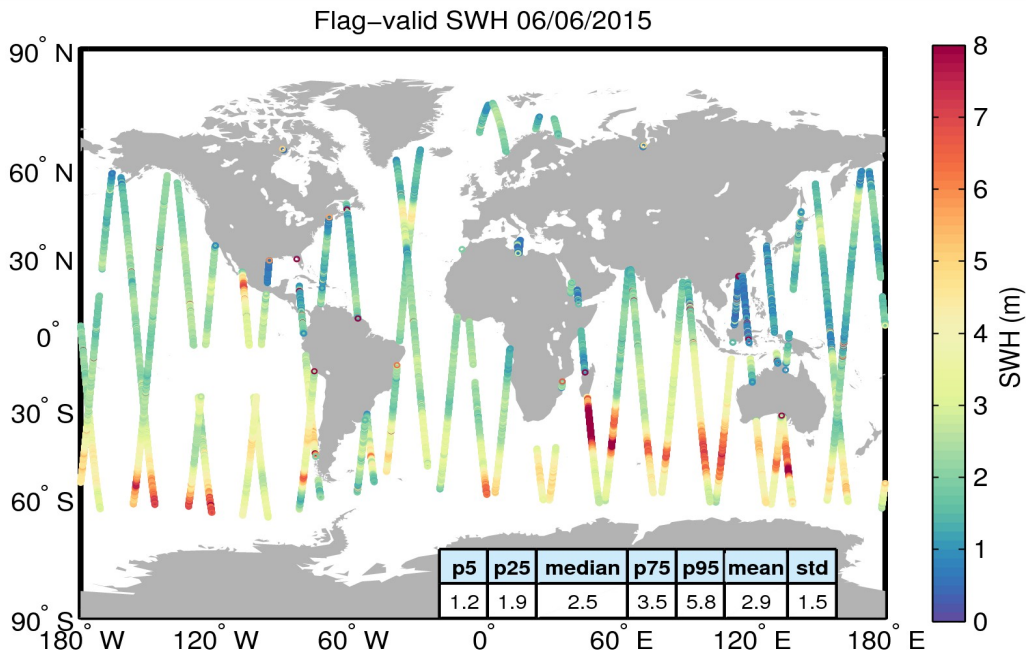 Flag−valid SWH 06/06/2015
90° N
60° N
30° N
0°
30° S
60° S
90° S
180° W
120° W
60° W
0°
60° E
120° E
180° E
p5 p25 median p75 p95 mean std
1.2 1.9 2.5 3.5 5.8 2.9 1.5
8
7
6
5
4
3
2
1
0
SWH (m)